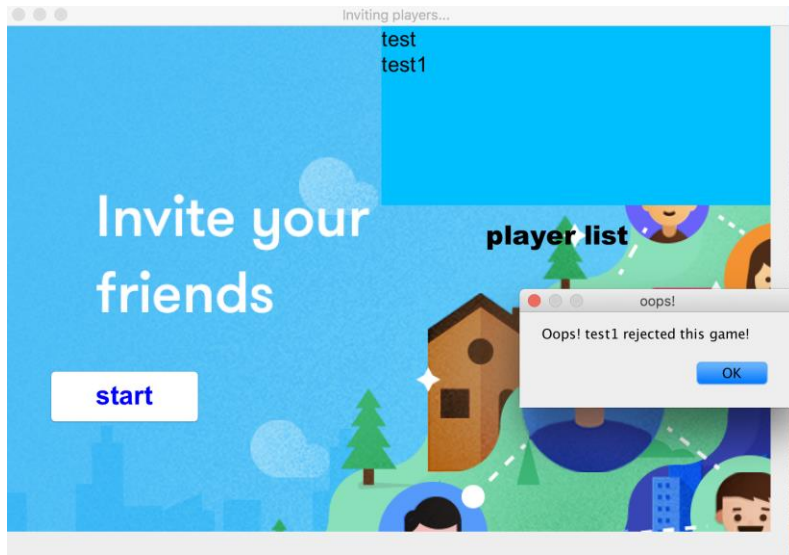 Inviting players...
test
test1
Invite your
friends
player list
oops!
Oops! test1 rejected this game!
OK
start